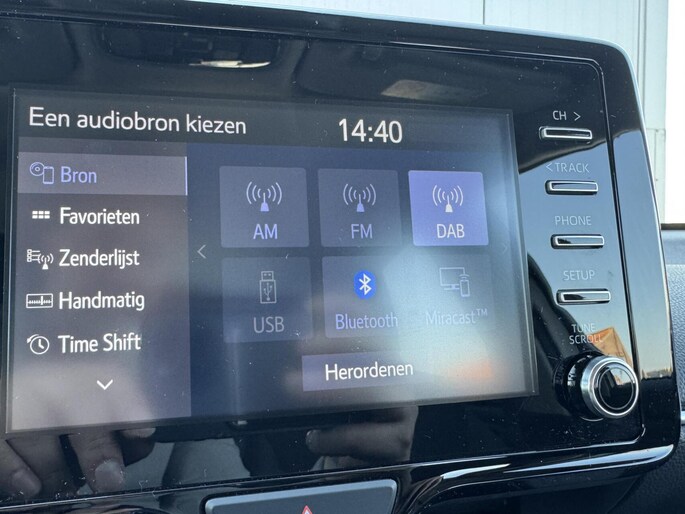 Een audiobron kiezen
14:40
Bron
Favorieten
Zenderlijst
Handmatig
Time Shift
AM
FM
DAB
USB
Bluetooth
Miracast™
Herordenen
CH >
< TRACK
PHONE
SETUP
TUNE
SCROLL